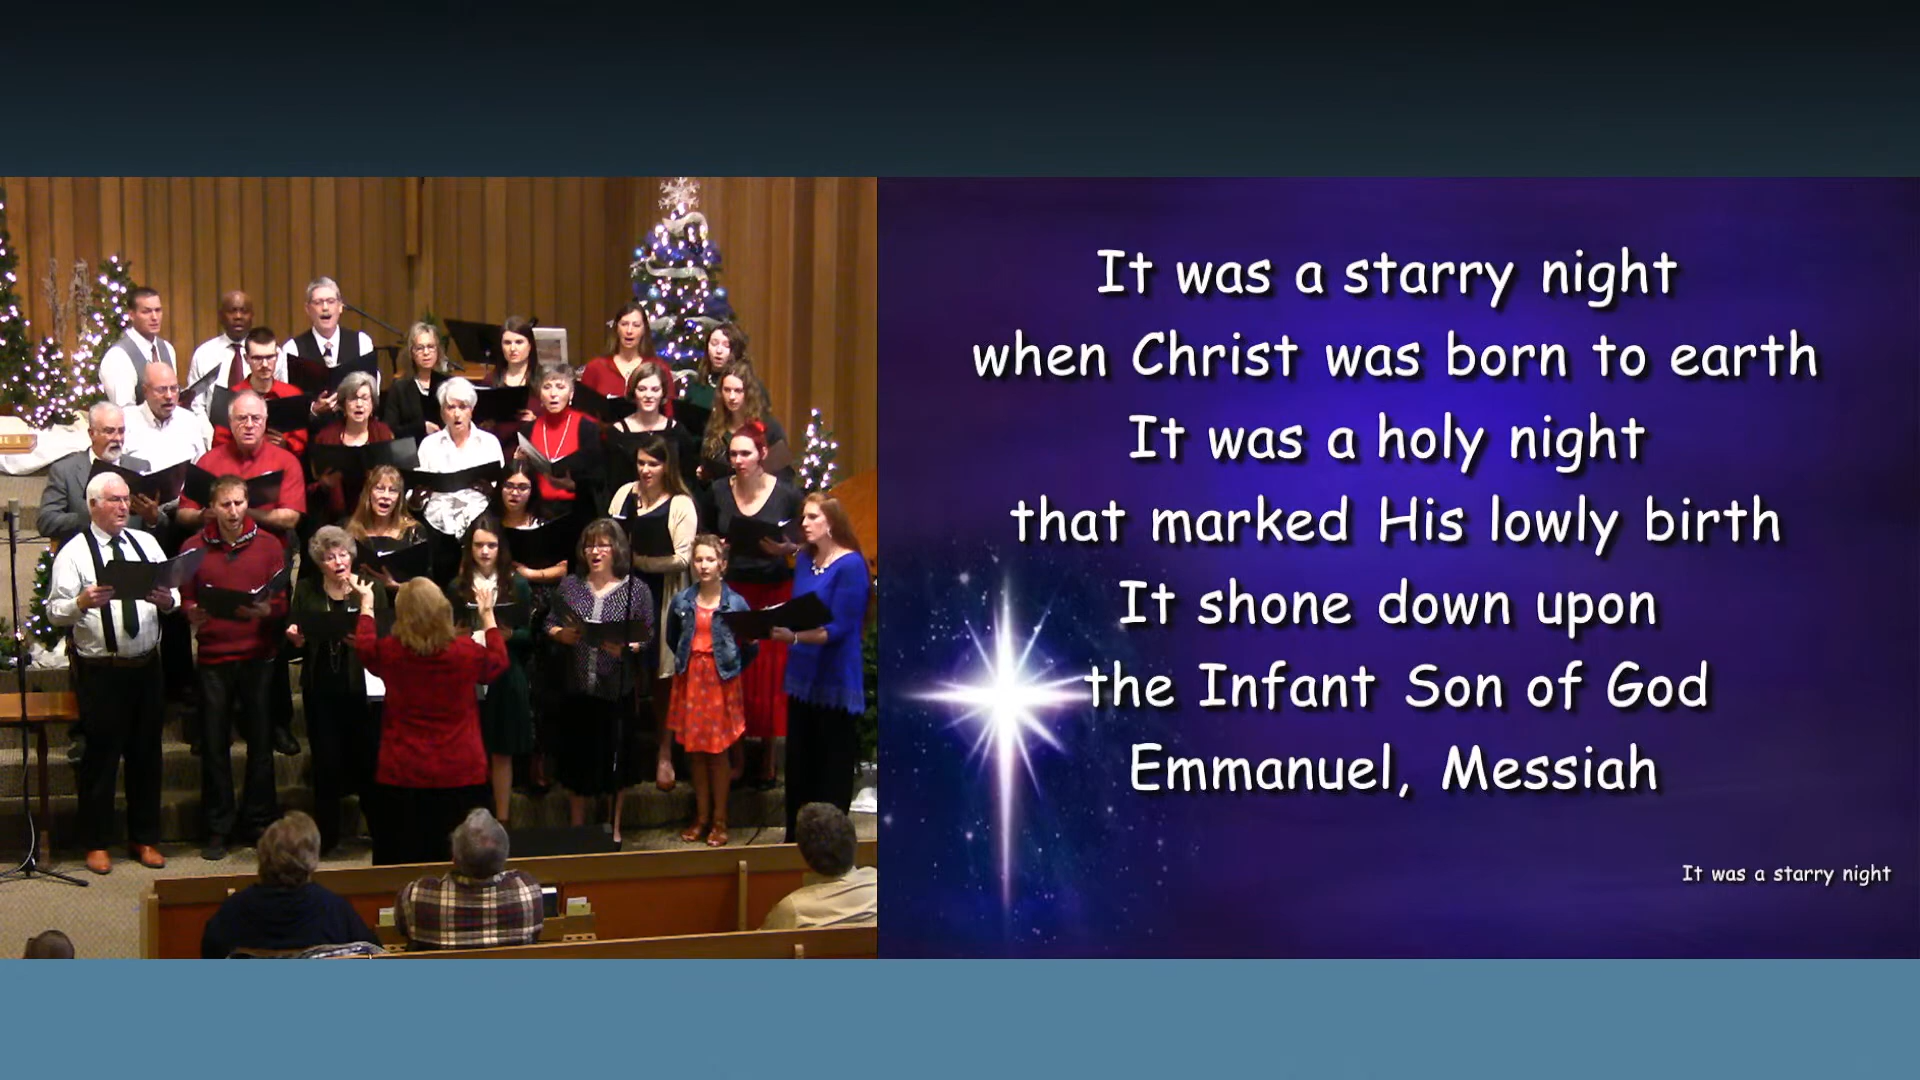 It was a starry night
when Christ was born to earth
It was a holy night
that marked His lowly birth
It shone down upon
the Infant Son of God
Emmanuel, Messiah
It was a starry night